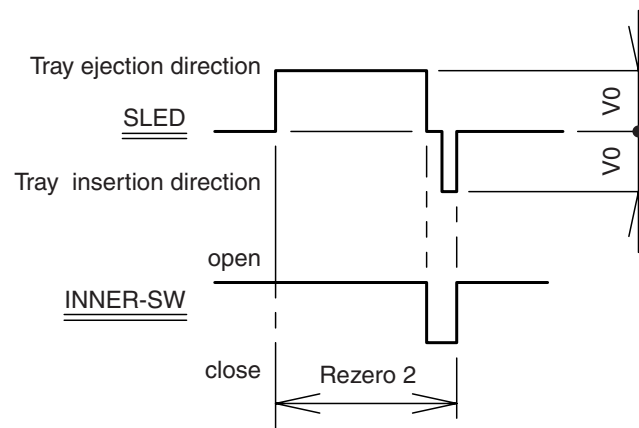 Tray ejection direction
V0
SLED
V0
Tray insertion direction
open
INNER-SW
close
Rezero 2